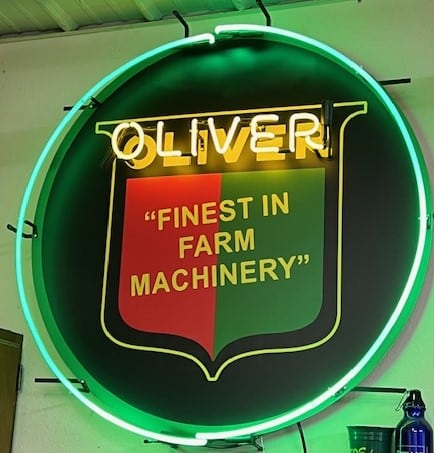 OLIVER
"FINEST IN
FARM
MACHINERY"